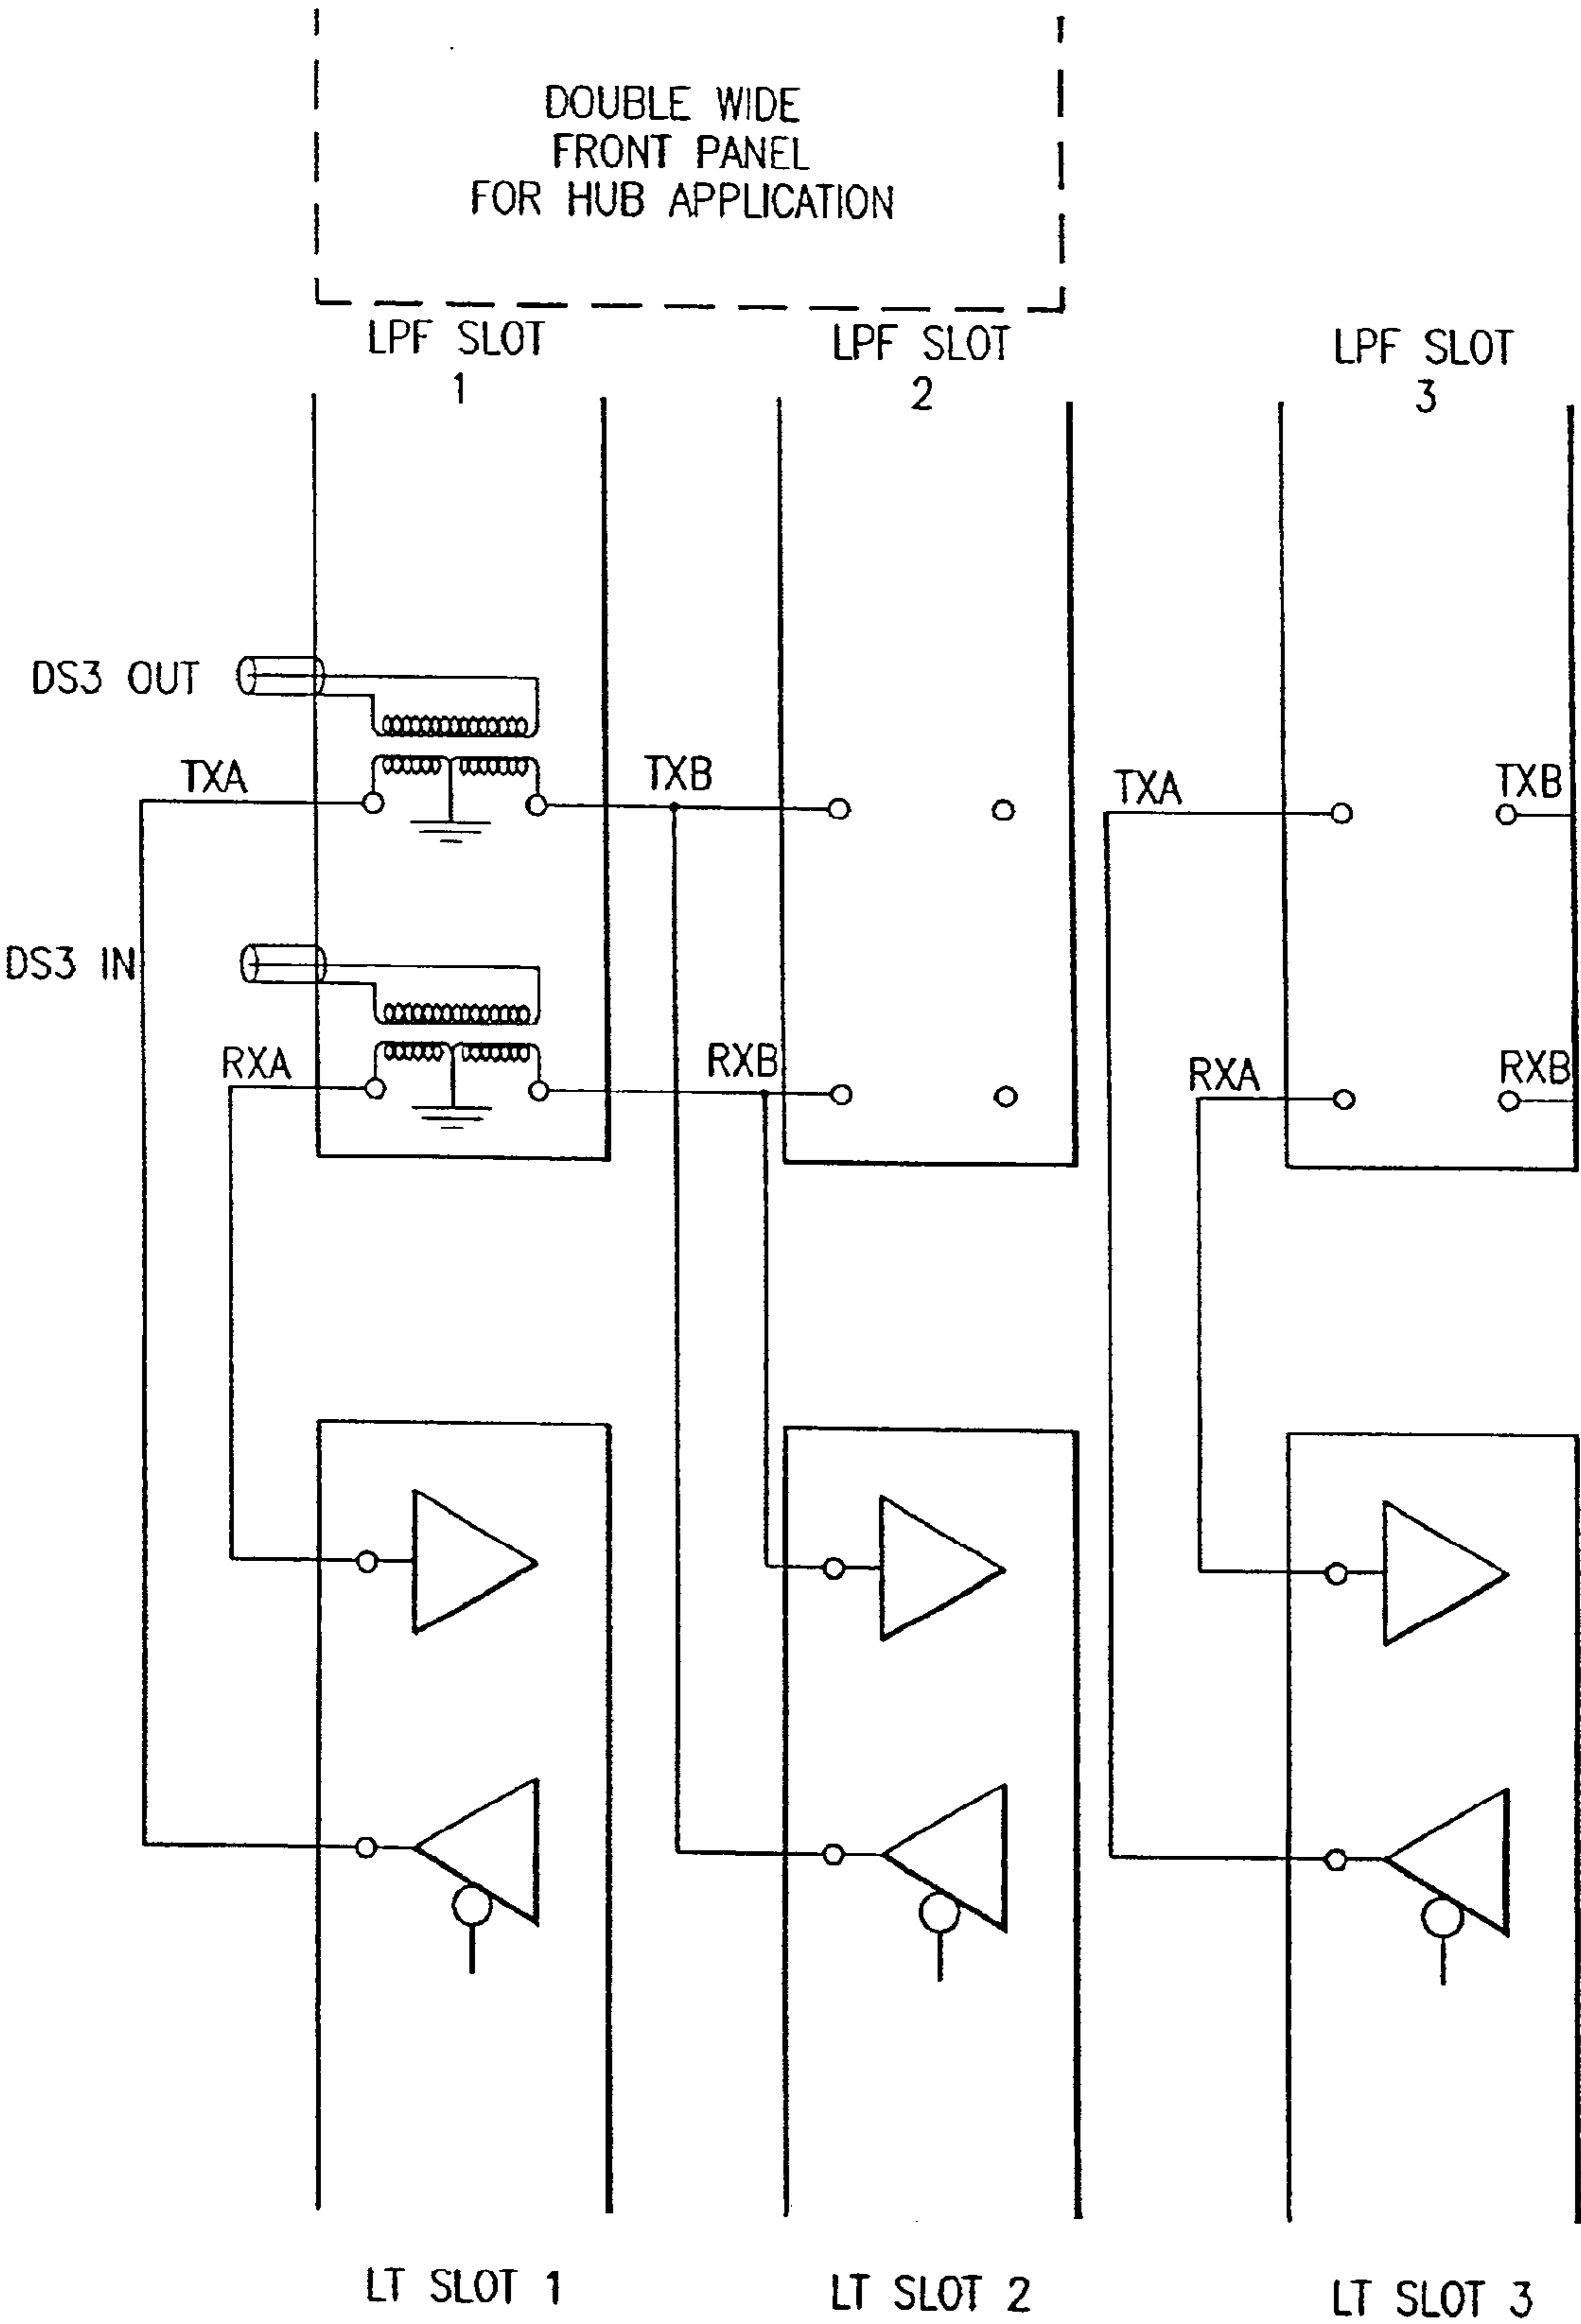 DOUBLE WIDE
FRONT PANEL
FOR HUB APPLICATION
LPF SLOT
1
LPF SLOT
2
LPF SLOT
3
DS3 OUT
TXA
TXB
TXA
TXB
DS3 IN
RXA
RXB
RXA
RXB
LT SLOT 1
LT SLOT 2
LT SLOT 3